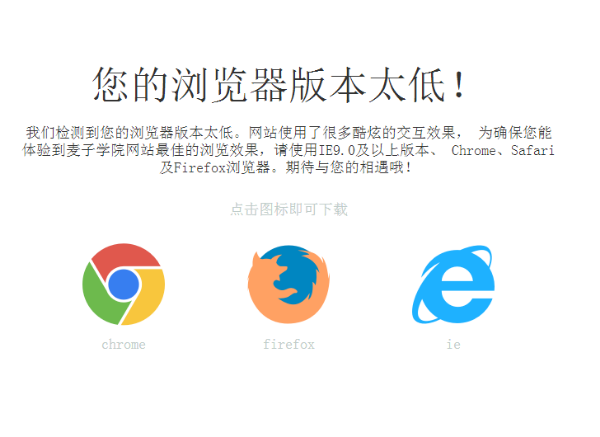 您的浏览器版本太低!
我们检测到您的浏览器版本太低。网站使用了很多酷炫的交互效果， 为确保您能
体验到麦子学院网站最佳的浏览效果,请使用IE9.0及以上版本、 Chrome、Safari
及Firefox浏览器。期待与您的相遇哦!
点击图标即可下载
chrome
firefox
ie